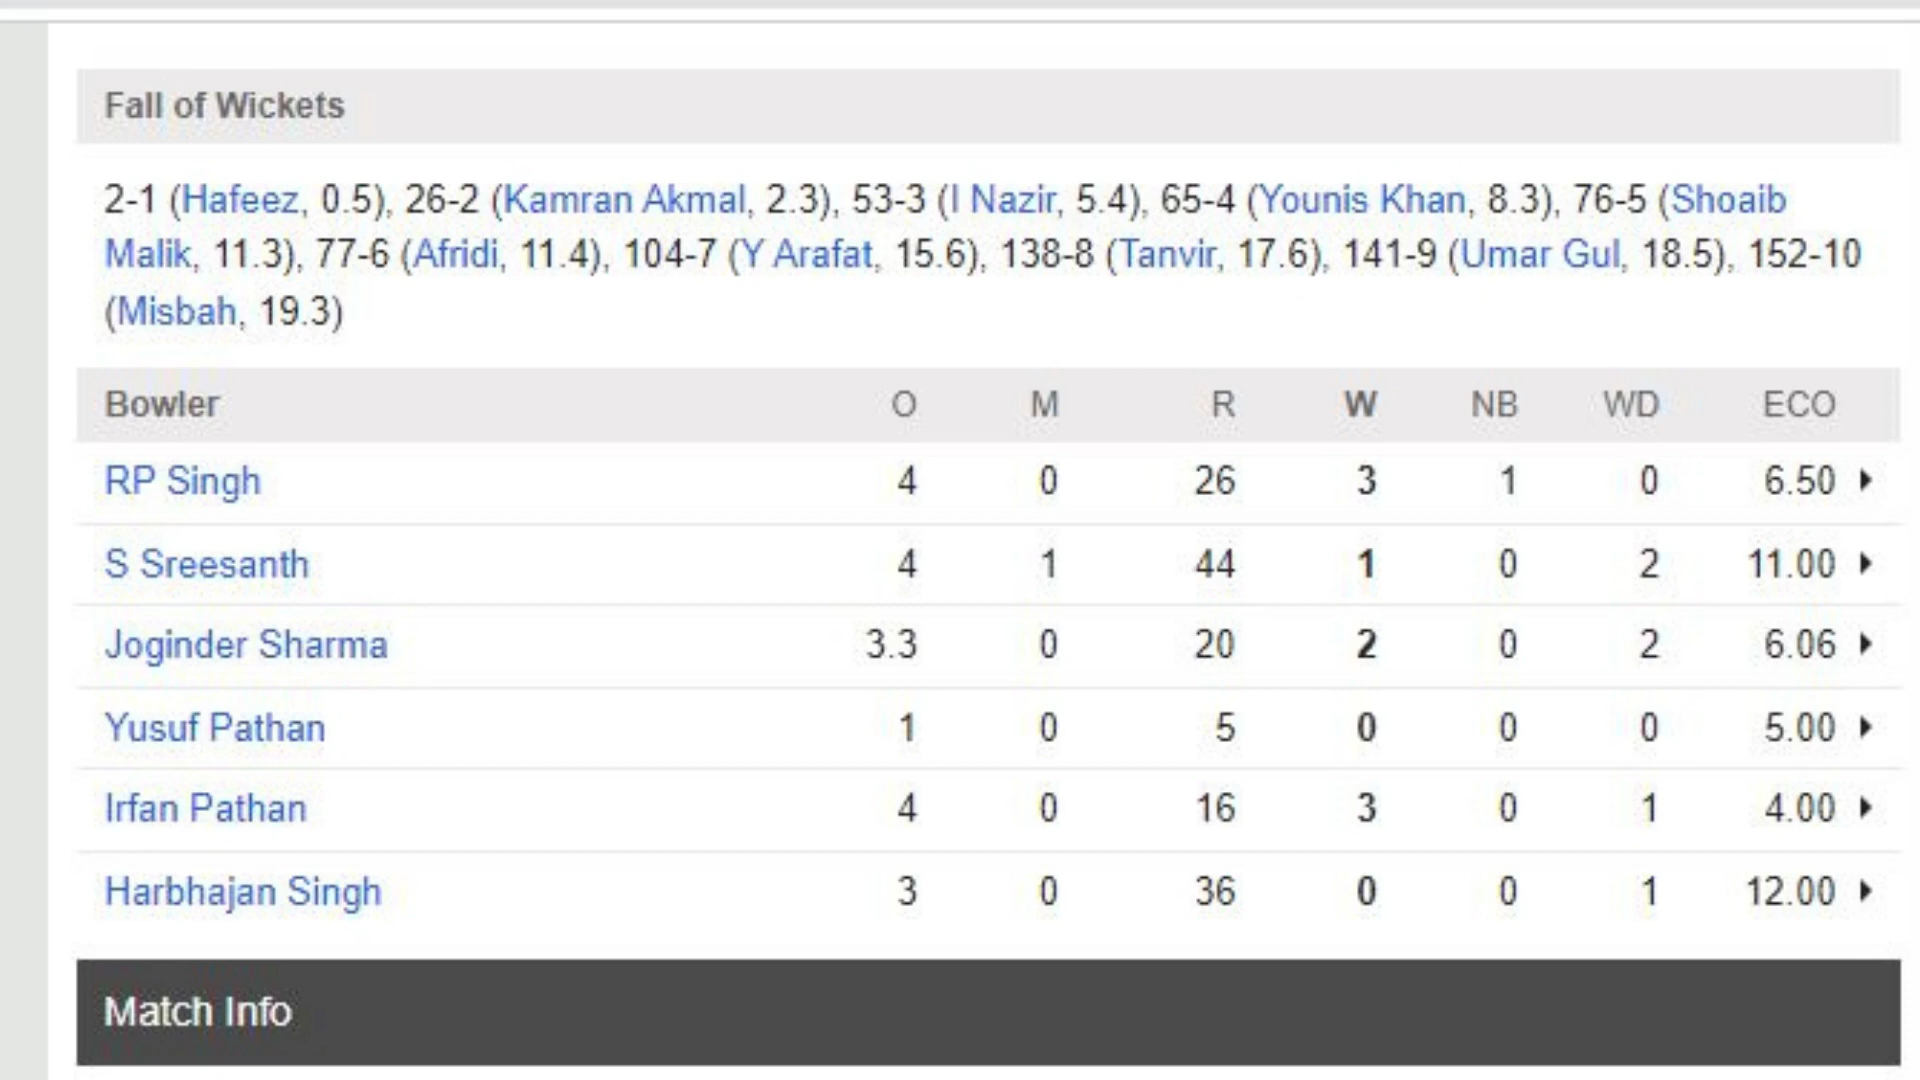 Fall of Wickets
2-1 (Hafeez, 0.5), 26-2 (Kamran Akmal, 2.3), 53-3 (I Nazir, 5.4), 65-4 (Younis Khan, 8.3), 76-5 (Shoaib
Malik, 11.3), 77-6 (Afridi, 11.4), 104-7 (Y Arafat, 15.6), 138-8 (Tanvir, 17.6), 141-9 (Umar Gul, 18.5), 152-10
(Misbah, 19.3)
Bowler O M R W NB WD ECO
RP Singh 4 0 26 3 1 0 6.50
S Sreesanth 4 1 44 1 0 2 11.00
Joginder Sharma 3.3 0 20 2 0 2 6.06
Yusuf Pathan 1 0 5 0 0 0 5.00
Irfan Pathan 4 0 16 3 0 1 4.00
Harbhajan Singh 3 0 36 0 0 1 12.00
Match Info